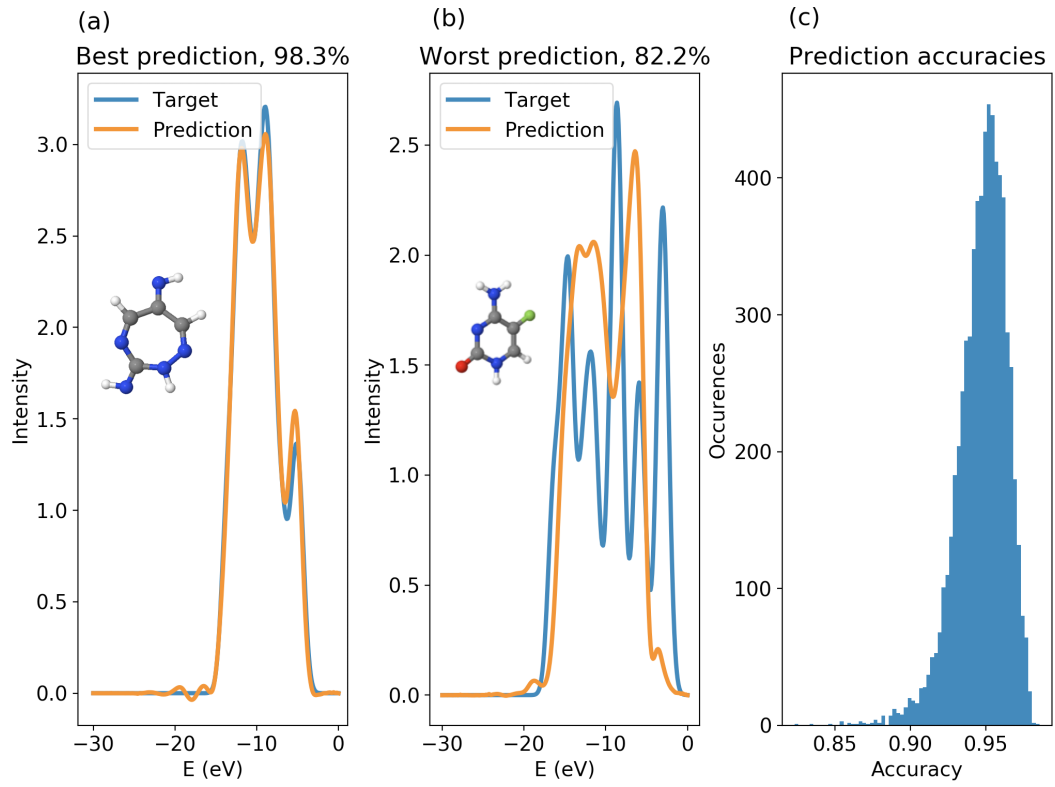 (a)
Best prediction, 98.3%
Target
Prediction
3.0
2.5
2.0
1.5
1.0
0.5
0.0
Intensity
−30
−20
−10
0
E (eV)
(b)
Worst prediction, 82.2%
Target
Prediction
2.5
2.0
1.5
1.0
0.5
0.0
Intensity
−30
−20
−10
0
E (eV)
(c)
Prediction accuracies
400
300
200
100
0
Occurences
0.85
0.90
0.95
Accuracy